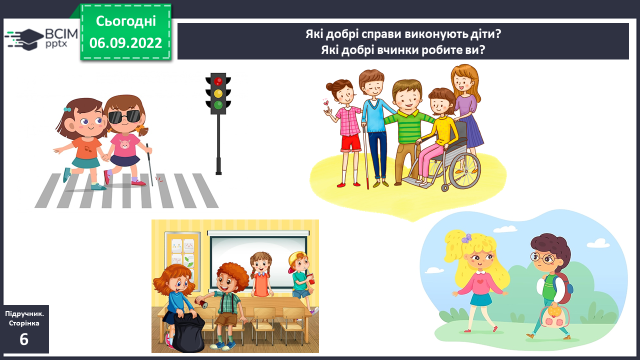 ВСІМ
pptx
Сьогодні
06.09.2022
Які добрі справи виконують діти?
Які добрі вчинки робите ви?
Підручник.
Сторінка
6